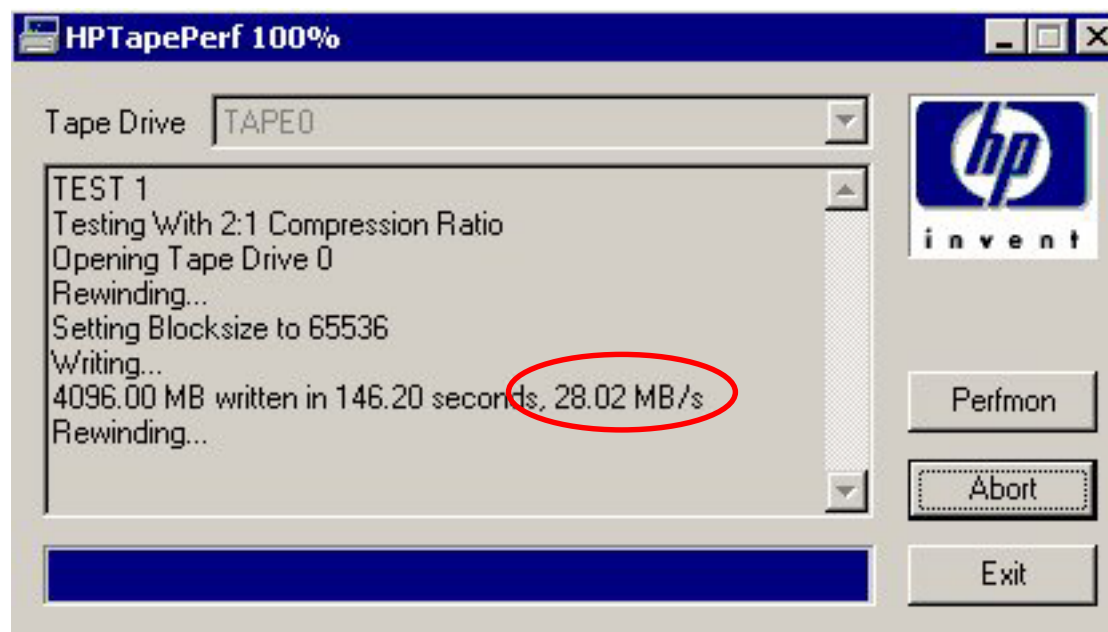 HPTapePerf 100%
Tape Drive TAPE0
hp
invent
TEST 1
Testing With 2:1 Compression Ratio
Opening Tape Drive 0
Rewinding...
Setting Blocksize to 65536
Writing...
4096.00 MB written in 146.20 seconds, 28.02 MB/s
Rewinding...
Perfmon
Abort
Exit